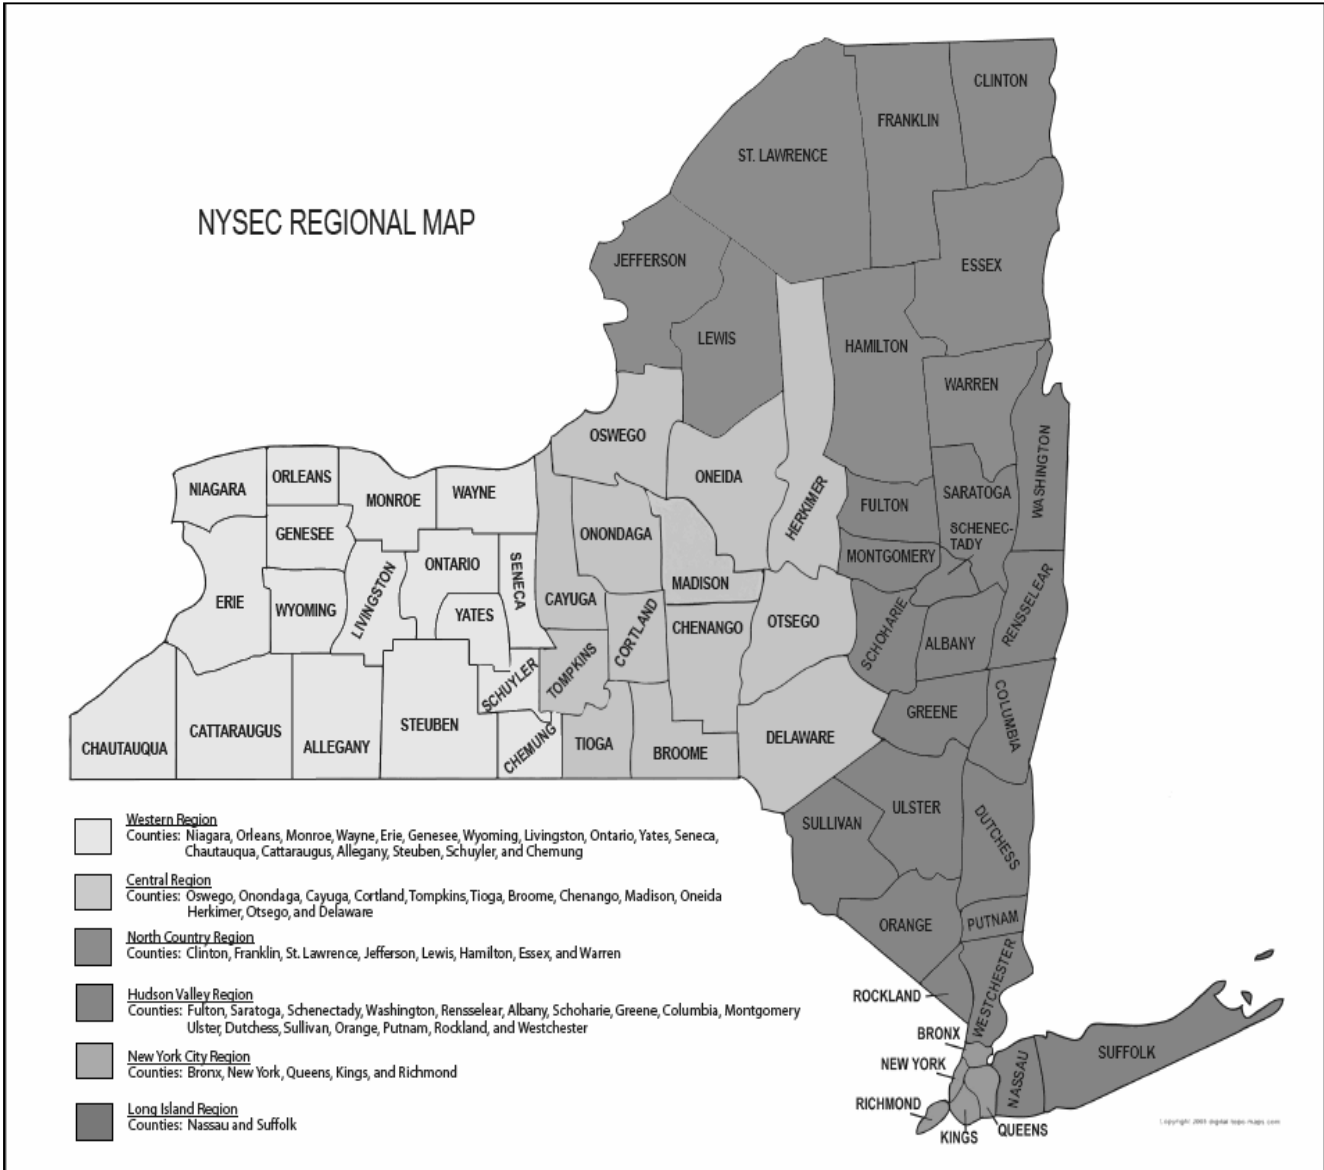 CLINTON
FRANKLIN
ST. LAWRENCE
NYSEC REGIONAL MAP
JEFFERSON
ESSEX
LEWIS
HAMILTON
WARREN
OSWEGO
WASHINGTON
ONEIDA
ORLEANS
NIAGARA
MONROE
WAYNE
HERKIMER
FULTON
SARATOGA
GENESEE
ONONDAGA
SCHENEC-
TADY
MONTGOMERY
ONTARIO
SENECA
MADISON
LIVINGSTON
ERIE
WYOMING
YATES
CAYUGA
CORTLAND
CHENANGO
OTSEGO
SCHOHARIE
ALBANY
RENSSELEAR
SCHUYLER
TOMPKINS
CHAUTAUQUA
CATTARAUGUS
ALLEGANY
STEUBEN
CHEMUNG
TIOGA
BROOME
DELAWARE
GREENE
COLUMBIA
ULSTER
SULLIVAN
DUTCHESS
ORANGE
PUTNAM
WESTCHESTER
ROCKLAND
BRONX
NEW YORK
NASSAU
SUFFOLK
RICHMOND
KINGS
QUEENS
Western Region
Counties: Niagara, Orleans, Monroe, Wayne, Erie, Genesee, Wyoming, Livingston, Ontario, Yates, Seneca,
Chautauqua, Cattaraugus, Allegany, Steuben, Schuyler, and Chemung
Central Region
Counties: Oswego, Onondaga, Cayuga, Cortland, Tompkins, Tioga, Broome, Chenango, Madison, Oneida
Herkimer, Otsego, and Delaware
North Country Region
Counties: Clinton, Franklin, St. Lawrence, Jefferson, Lewis, Hamilton, Essex, and Warren
Hudson Valley Region
Counties: Fulton, Saratoga, Schenectady, Washington, Rensselear, Albany, Schoharie, Greene, Columbia, Montgomery
Ulster, Dutchess, Sullivan, Orange, Putnam, Rockland, and Westchester
New York City Region
Counties: Bronx, New York, Queens, Kings, and Richmond
Long Island Region
Counties: Nassau and Suffolk